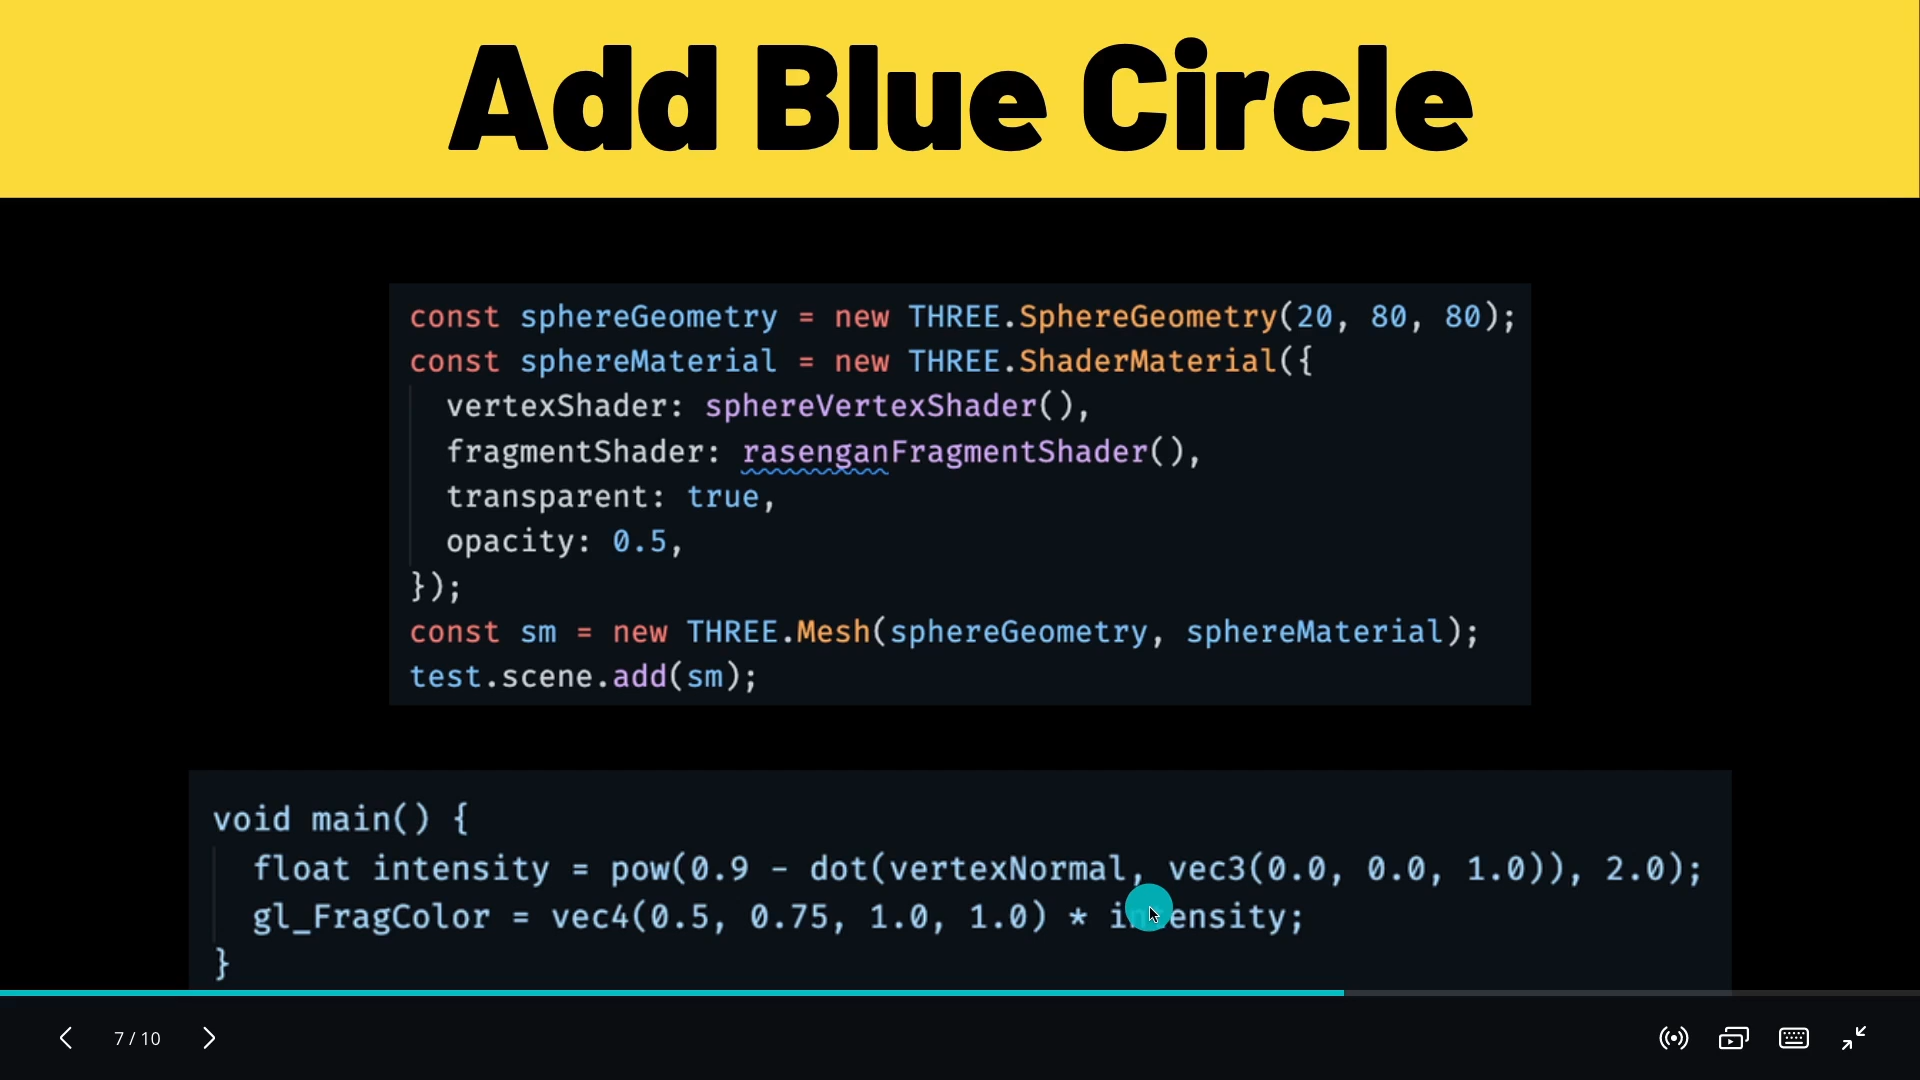 Add Blue Circle
const sphereGeometry = new THREE.SphereGeometry(20, 80, 80);
const sphereMaterial = new THREE.ShaderMaterial({
vertexShader: sphereVertexShader(),
fragmentShader: rasenganFragmentShader(),
transparent: true,
opacity: 0.5,
});
const sm = new THREE.Mesh(sphereGeometry, sphereMaterial);
test.scene.add(sm);
void main() {
float intensity = pow(0.9 - dot(vertexNormal, vec3(0.0, 0.0, 1.0)), 2.0);
gl_FragColor = vec4(0.5, 0.75, 1.0, 1.0) * intensity;
}
7 / 10